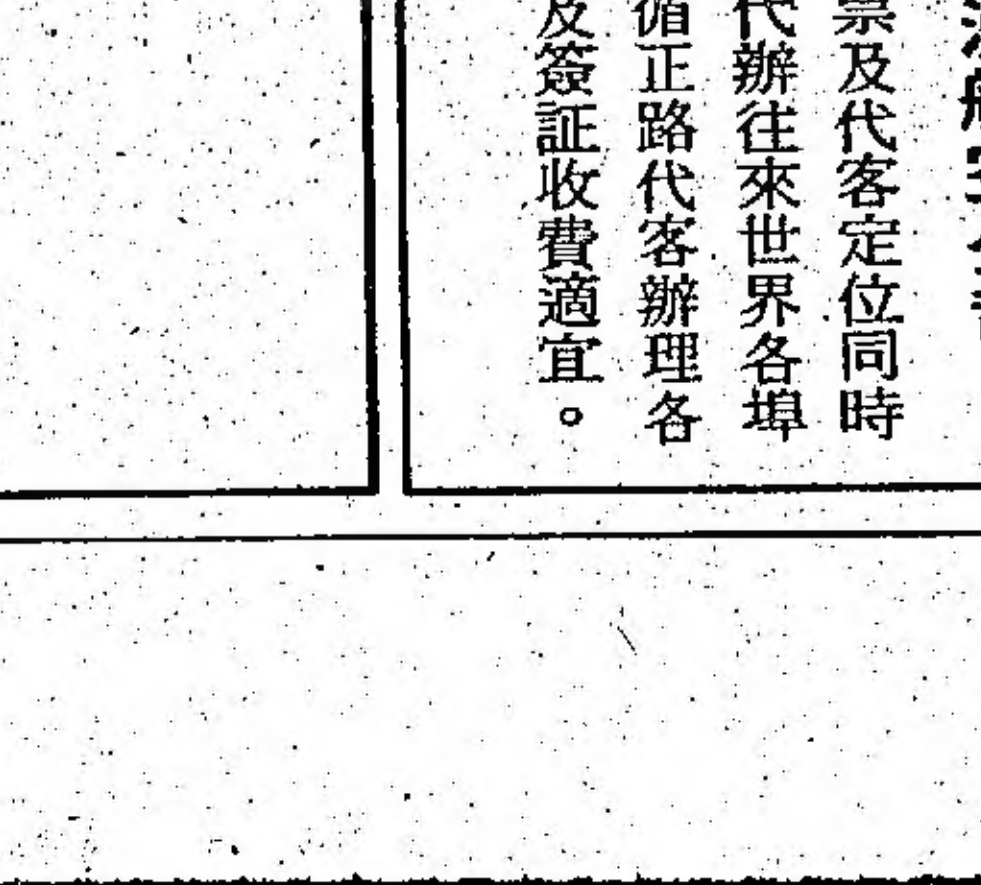 票及代客定位同時
代辦往來世界各埠
循正路代客辦理各
及簽証收費適宜。